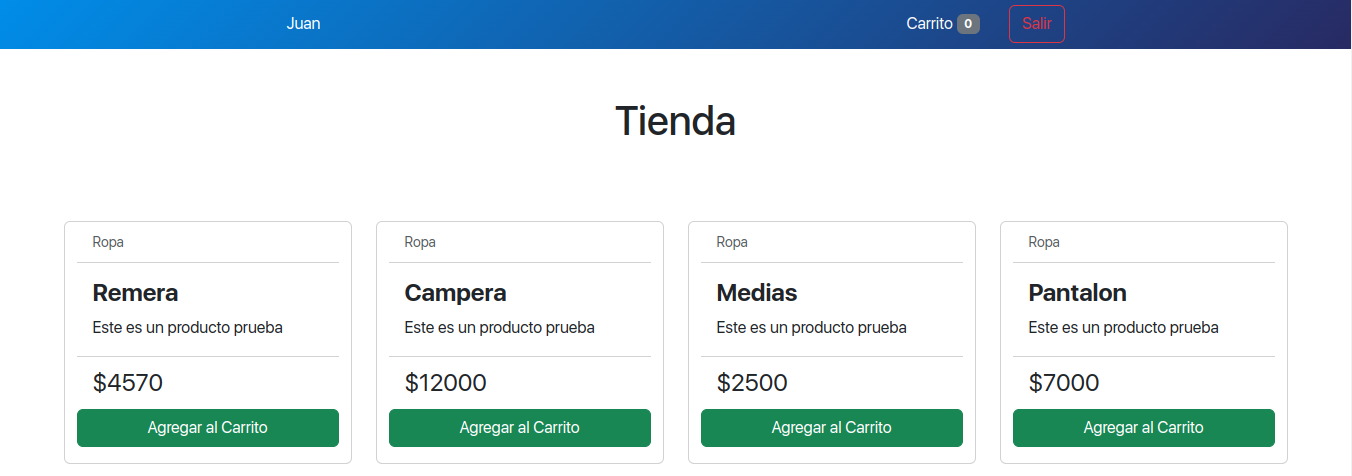 Juan
Carrito 0
Salir
Tienda
Ropa
Remera
Este es un producto prueba
$4570
Agregar al Carrito
Ropa
Campera
Este es un producto prueba
$12000
Agregar al Carrito
Ropa
Medias
Este es un producto prueba
$2500
Agregar al Carrito
Ropa
Pantalon
Este es un producto prueba
$7000
Agregar al Carrito